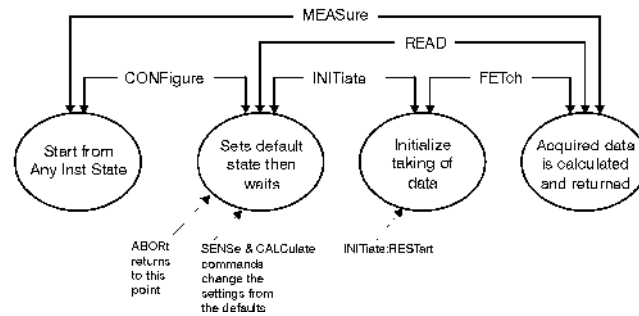 MEASure
READ
CONFigure
INITiate
FETch
Start from
Any Inst State
Sets default
state then
waits
Initialize
taking of
data
Acquired data
is calculated
and returned
ABORt
returns
to this
point
SENSe & CALCulate
commands
change the
settings from
the defaults
INITiate:RESTart